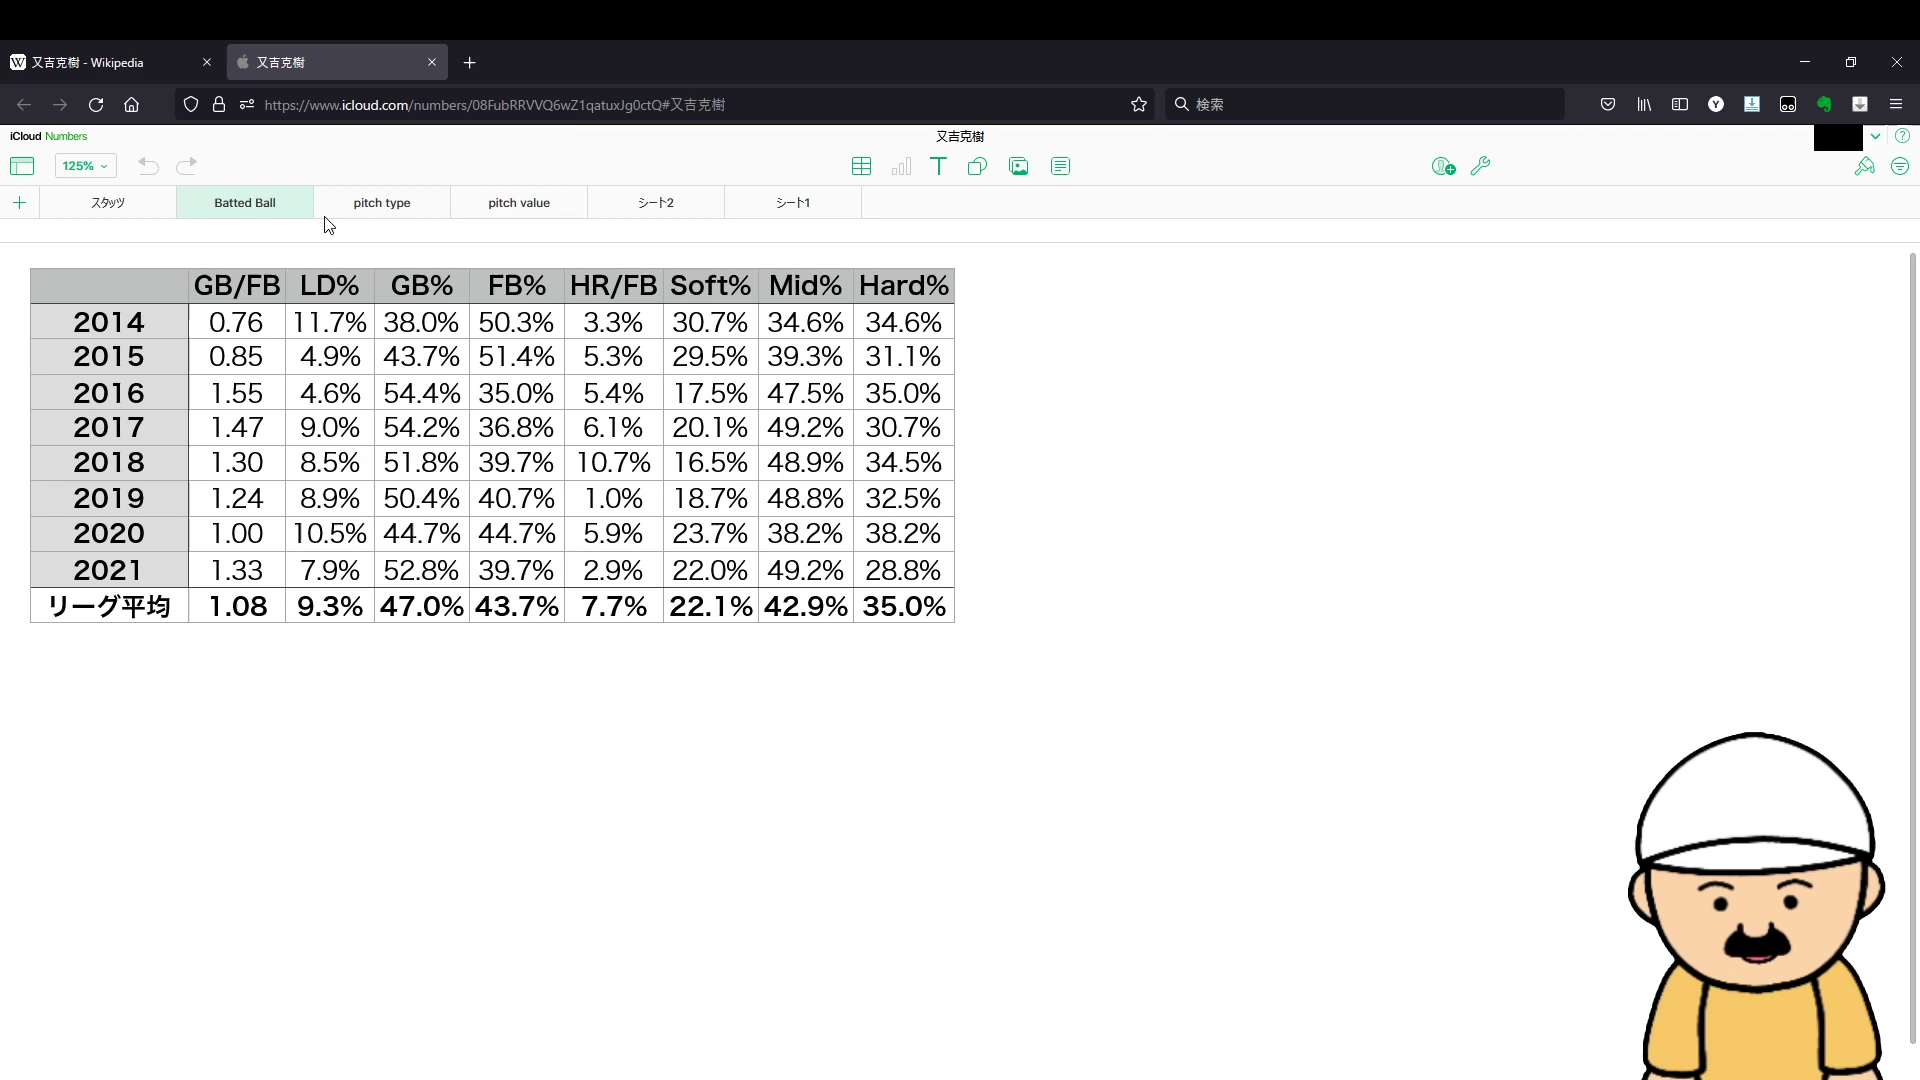 又吉克樹 - Wikipedia
又吉克樹
https://www.icloud.com/numbers/08FubRRVVQ6wZ1qatuxJg0ctQ#又吉克樹
検索
iCloud Numbers
又吉克樹
125%
スタッツ
Batted Ball
pitch type
pitch value
シート2
シート1
GB/FB LD% GB% FB% HR/FB Soft% Mid% Hard%
2014 0.76 11.7% 38.0% 50.3% 3.3% 30.7% 34.6% 34.6%
2015 0.85 4.9% 43.7% 51.4% 5.3% 29.5% 39.3% 31.1%
2016 1.55 4.6% 54.4% 35.0% 5.4% 17.5% 47.5% 35.0%
2017 1.47 9.0% 54.2% 36.8% 6.1% 20.1% 49.2% 30.7%
2018 1.30 8.5% 51.8% 39.7% 10.7% 16.5% 48.9% 34.5%
2019 1.24 8.9% 50.4% 40.7% 1.0% 18.7% 48.8% 32.5%
2020 1.00 10.5% 44.7% 44.7% 5.9% 23.7% 38.2% 38.2%
2021 1.33 7.9% 52.8% 39.7% 2.9% 22.0% 49.2% 28.8%
リーグ平均 1.08 9.3% 47.0% 43.7% 7.7% 22.1% 42.9% 35.0%